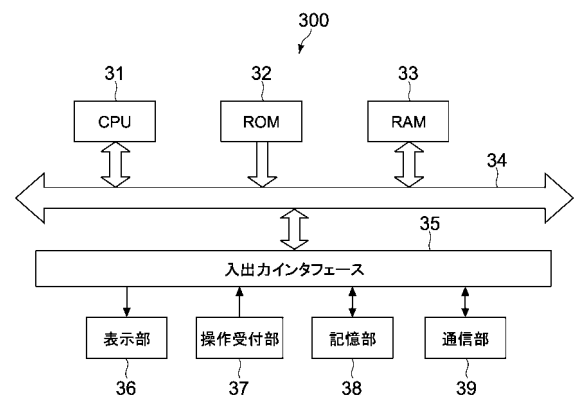 300
31
32
33
CPU
ROM
RAM
34
35
入出力インタフェース
表示部
操作受付部
記憶部
通信部
36
37
38
39